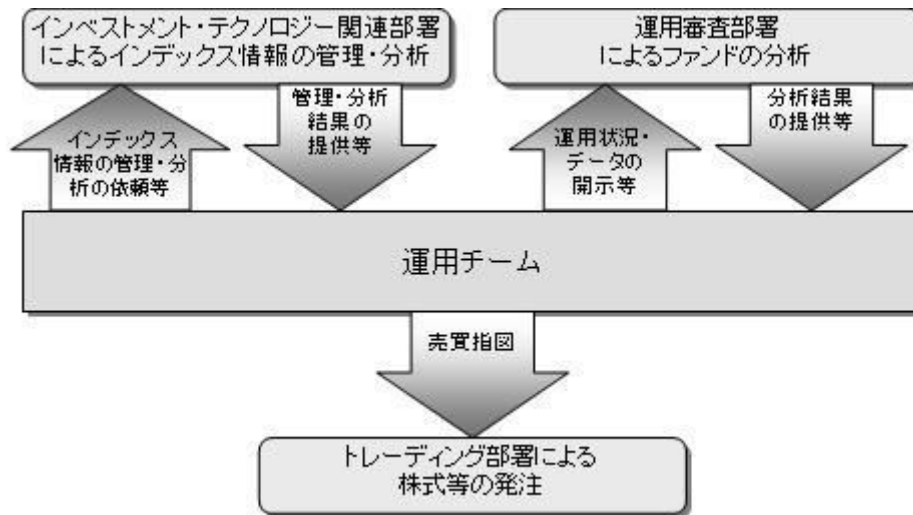 インベストメント・テクノロジー関連部署
によるインデックス情報の管理・分析
運用審査部署
によるファンドの分析
インデックス
情報の管理・分
析の依頼等
管理・分析
結果の
提供等
運用状況・
データの
開示等
分析結果
の提供等
運用チーム
売買指図
トレーディング部署による
株式等の発注